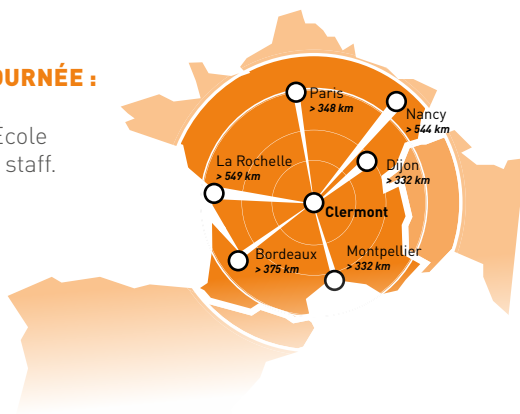 OURNÉE :
École
staff.
Paris
> 348 km
Nancy
> 544 km
Dijon
> 332 km
La Rochelle
> 549 km
Clermont
Bordeaux
> 375 km
Montpellier
> 332 km